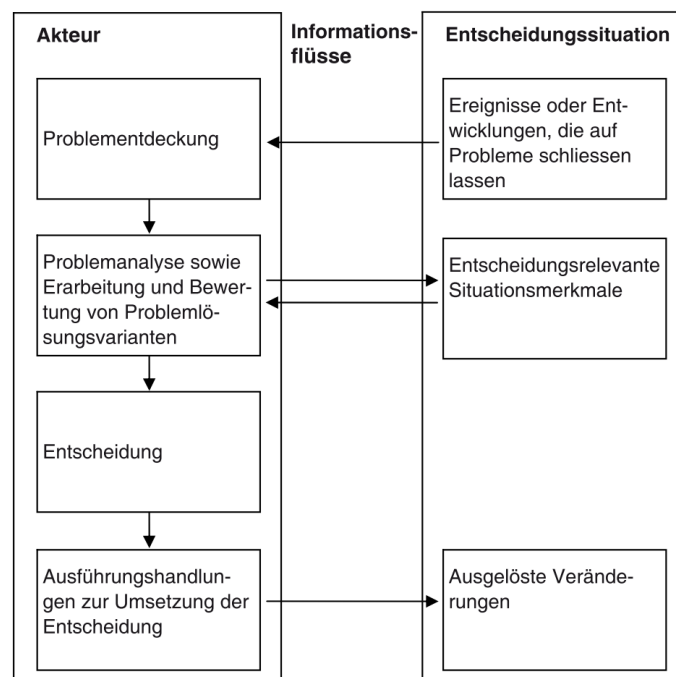 Akteur
Informations-
flüsse
Entscheidungssituation
Problementdeckung
Ereignisse oder Ent-
wicklungen, die auf
Probleme schliessen
lassen
Problemanalyse sowie
Erarbeitung und Bewer-
tung von Problemlö-
sungsvarianten
Entscheidungsrelevante
Situationsmerkmale
Entscheidung
Ausführungshandlun-
gen zur Umsetzung der
Entscheidung
Ausgelöste Verände-
rungen